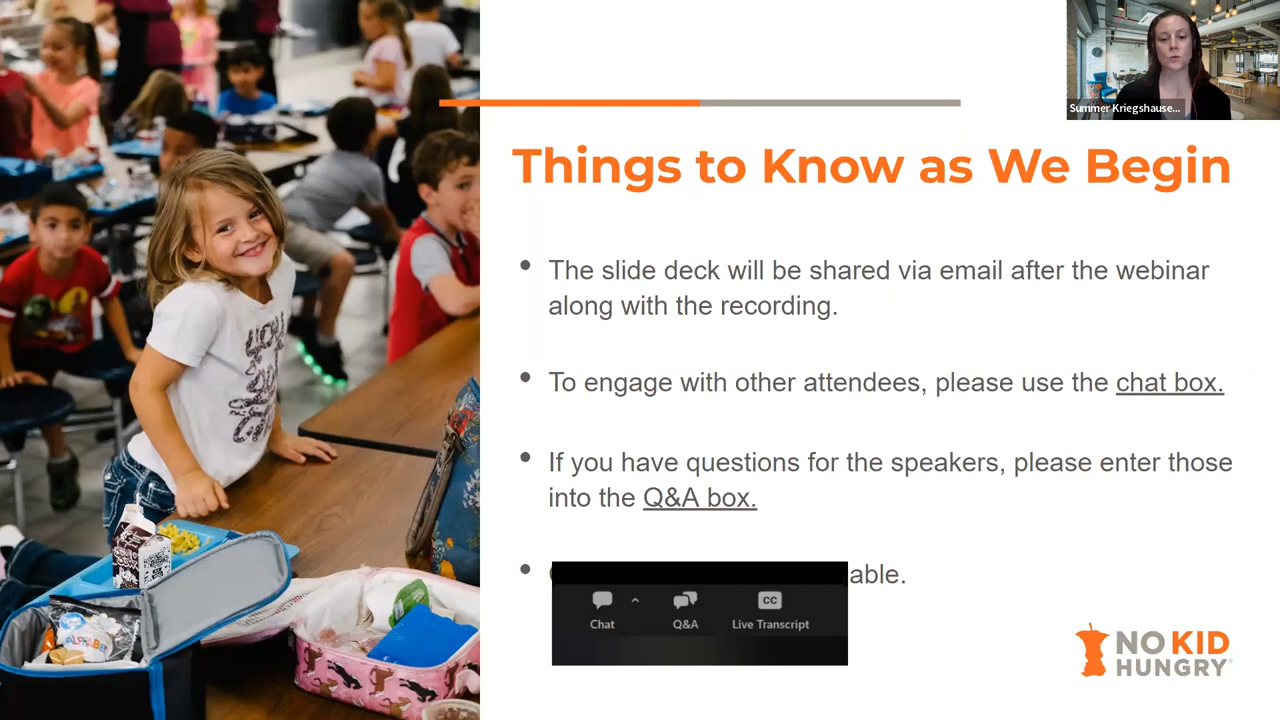 Summer Kriegshause...
Things to Know as We Begin
• The slide deck will be shared via email after the webinar
along with the recording.
• To engage with other attendees, please use the chat box.
• If you have questions for the speakers, please enter those
into the Q&A box.
• able.
Chat
Q&A
CC
Live Transcript
NO KID
HUNGRY®